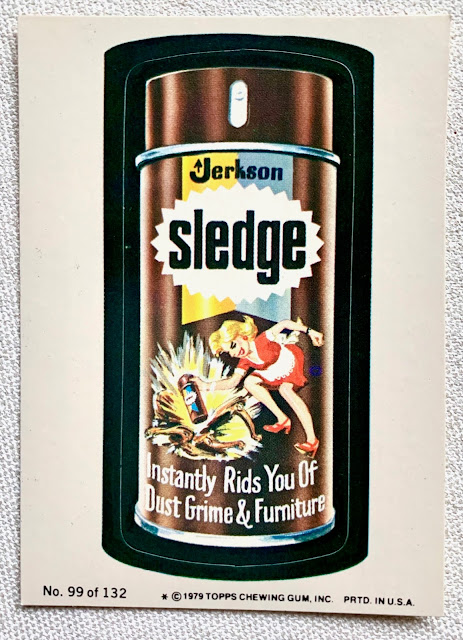 Jerkson
sledge
Instantly Rids You Of
Dust Grime & Furniture
No. 99 of 132
* © 1979 TOPPS CHEWING GUM, INC. PRTD. IN U.S.A.